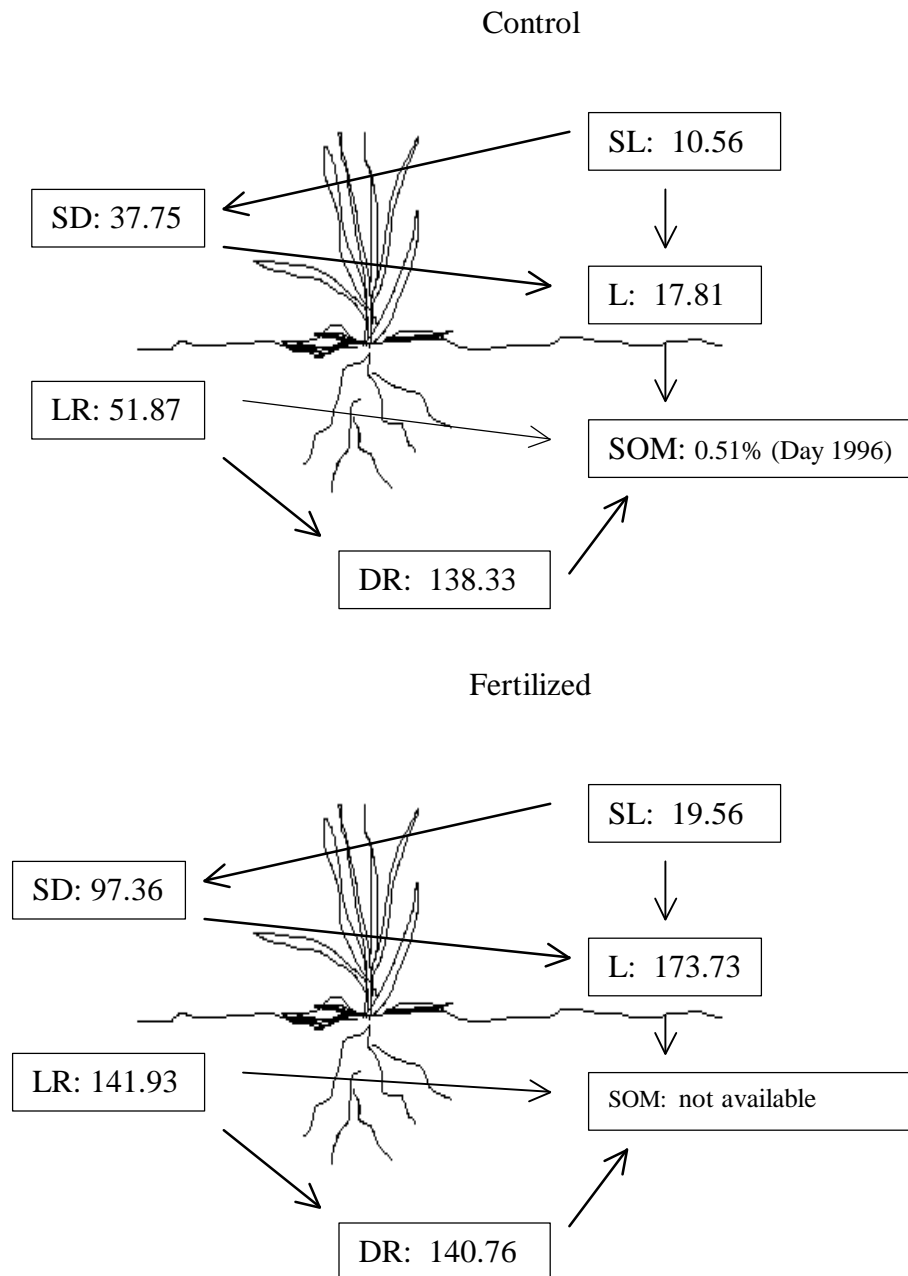 Control
SL: 10.56
SD: 37.75
L: 17.81
LR: 51.87
SOM: 0.51% (Day 1996)
DR: 138.33
Fertilized
SL: 19.56
SD: 97.36
L: 173.73
LR: 141.93
SOM: not available
DR: 140.76